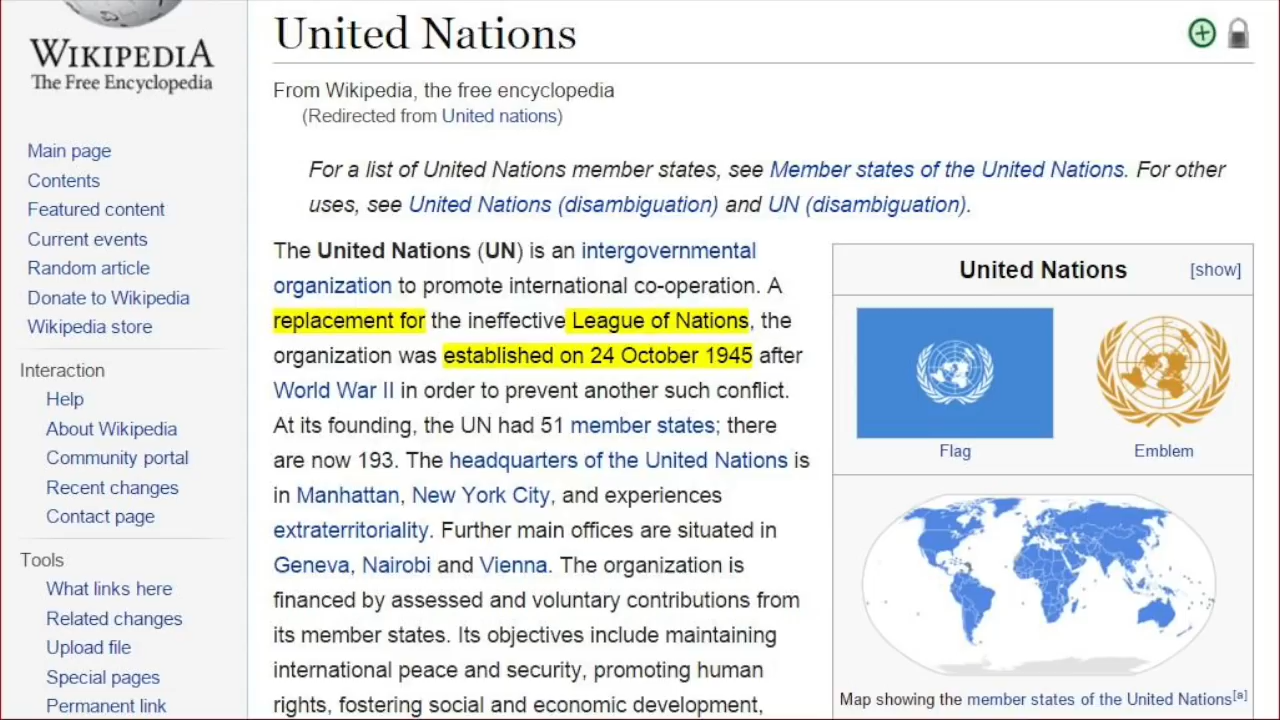 WIKIPEDIA
The Free Encyclopedia
Main page
Contents
Featured content
Current events
Random article
Donate to Wikipedia
Wikipedia store
Interaction
Help
About Wikipedia
Community portal
Recent changes
Contact page
Tools
What links here
Related changes
Upload file
Special pages
Permanent link
United Nations
From Wikipedia, the free encyclopedia
(Redirected from United nations)
For a list of United Nations member states, see Member states of the United Nations. For other
uses, see United Nations (disambiguation) and UN (disambiguation).
The United Nations (UN) is an intergovernmental
organization to promote international co-operation. A
replacement for the ineffective League of Nations, the
organization was established on 24 October 1945 after
World War II in order to prevent another such conflict.
At its founding, the UN had 51 member states; there
are now 193. The headquarters of the United Nations is
in Manhattan, New York City, and experiences
extraterritoriality. Further main offices are situated in
Geneva, Nairobi and Vienna. The organization is
financed by assessed and voluntary contributions from
its member states. Its objectives include maintaining
international peace and security, promoting human
rights, fostering social and economic development,
United Nations [show]
Flag
Emblem
Map showing the member states of the United Nations[a]